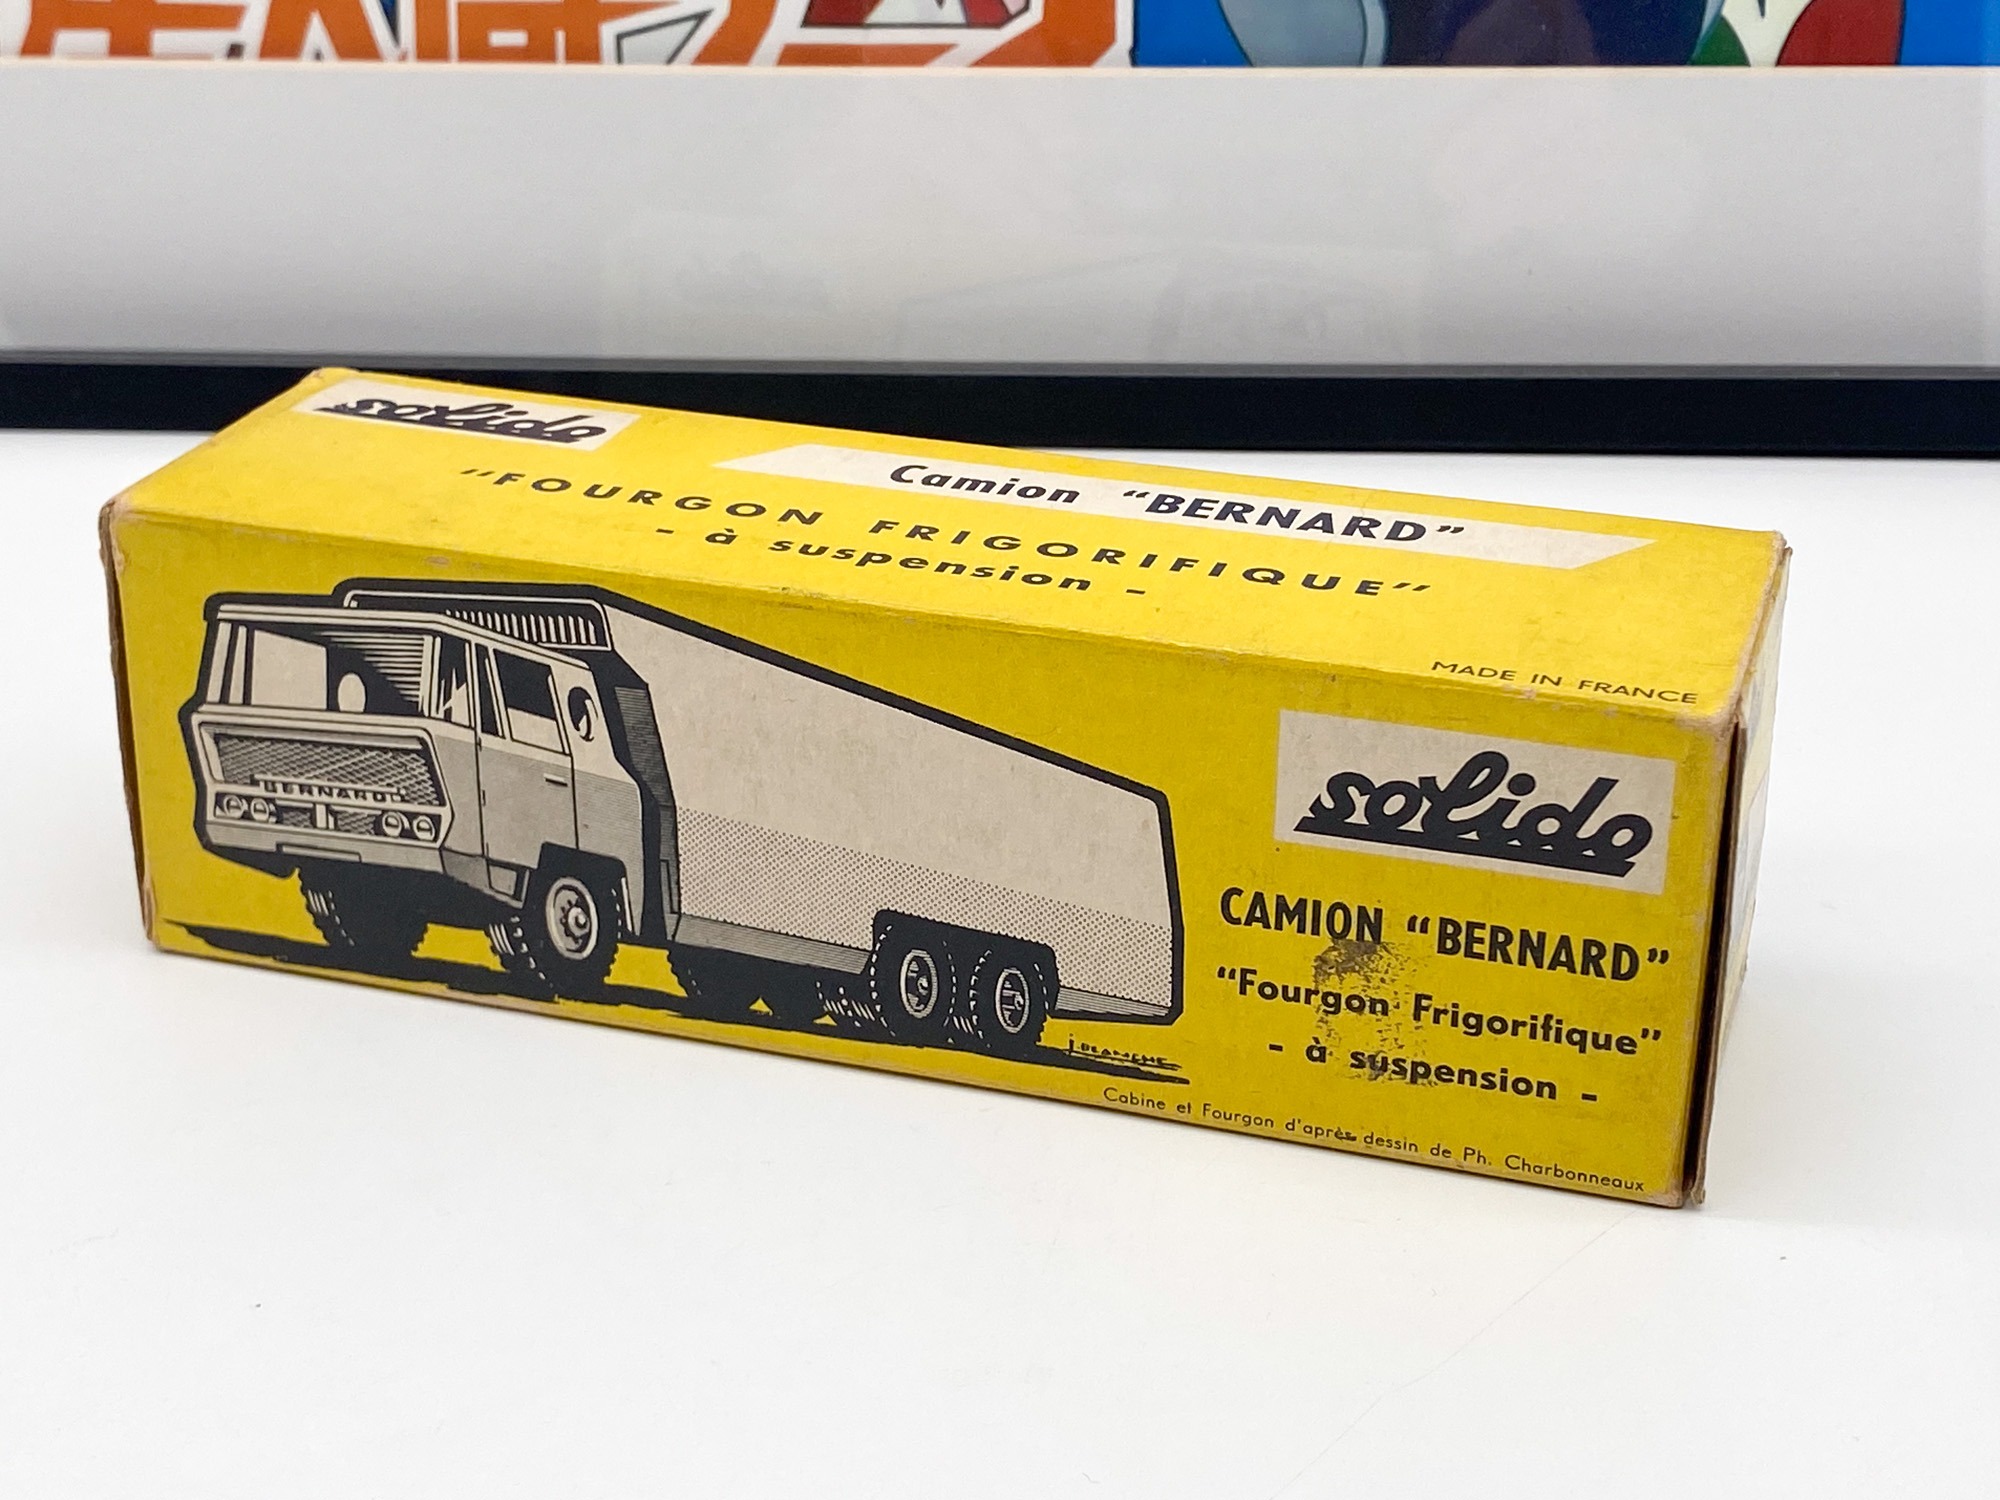 solido
Camion "BERNARD"
"FOURGON FRIGORIFIQUE"
- à suspension -
MADE IN FRANCE
BERNARD
solido
CAMION "BERNARD"
"Fourgon Frigorifique"
- à suspension -
J. BLANCHE
Cabine et Fourgon d'après dessin de Ph. Charbonneaux